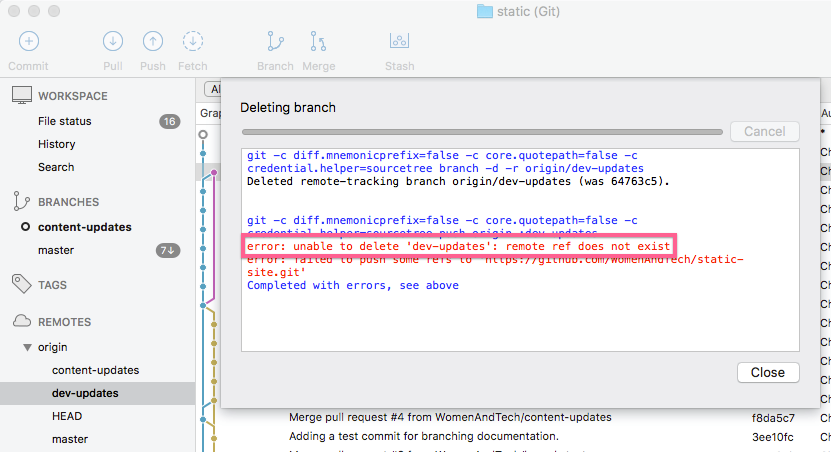 static (Git)
Commit
Pull
Push
Fetch
Branch
Merge
Stash
WORKSPACE
File status 16
History
Search
BRANCHES
content-updates
master 7↓
TAGS
REMOTES
origin
content-updates
dev-updates
HEAD
master
Deleting branch
Cancel
git -c diff.mnemonicprefix=false -c core.quotepath=false -c
credential.helper=sourcetree branch -d -r origin/dev-updates
Deleted remote-tracking branch origin/dev-updates (was 64763c5).
git -c diff.mnemonicprefix=false -c core.quotepath=false -c
credential.helper=sourcetree push origin :dev-updates
error: unable to delete 'dev-updates': remote ref does not exist
error: failed to push some refs to 'https://github.com/WomenAndTech/static-
site.git'
Completed with errors, see above
Close
Merge pull request #4 from WomenAndTech/content-updates f8da5c7
Adding a test commit for branching documentation. 3ee10fc